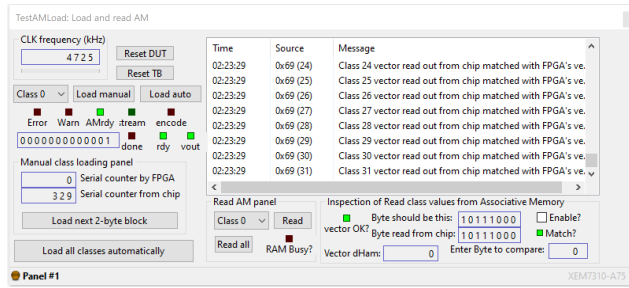 TestAMLoad: Load and read AM
CLK frequency (kHz)
4725
Reset DUT
Reset TB
Class 0
Load manual
Load auto
Error Warn AMrdy :tream encode
0000000000001
done rdy vout
Manual class loading panel
0 Serial counter by FPGA
329 Serial counter from chip
Load next 2-byte block
Load all classes automatically
Time Source Message
02:23:29 0x69 (24) Class 24 vector read out from chip matched with FPGA's ve.
02:23:29 0x69 (25) Class 25 vector read out from chip matched with FPGA's ve.
02:23:29 0x69 (26) Class 26 vector read out from chip matched with FPGA's ve.
02:23:29 0x69 (27) Class 27 vector read out from chip matched with FPGA's ve.
02:23:29 0x69 (28) Class 28 vector read out from chip matched with FPGA's ve.
02:23:29 0x69 (29) Class 29 vector read out from chip matched with FPGA's ve.
02:23:29 0x69 (30) Class 30 vector read out from chip matched with FPGA's ve.
02:23:29 0x69 (31) Class 31 vector read out from chip matched with FPGA's ve.
Read AM panel
Class 0
Read
Read all
RAM Busy?
Inspection of Read class values from Associative Memory
vector OK?
Byte should be this: 10111000
Enable?
Byte read from chip: 10111000
Match?
Vector dHam: 0
Enter Byte to compare: 0
Panel #1
XEM7310-A75